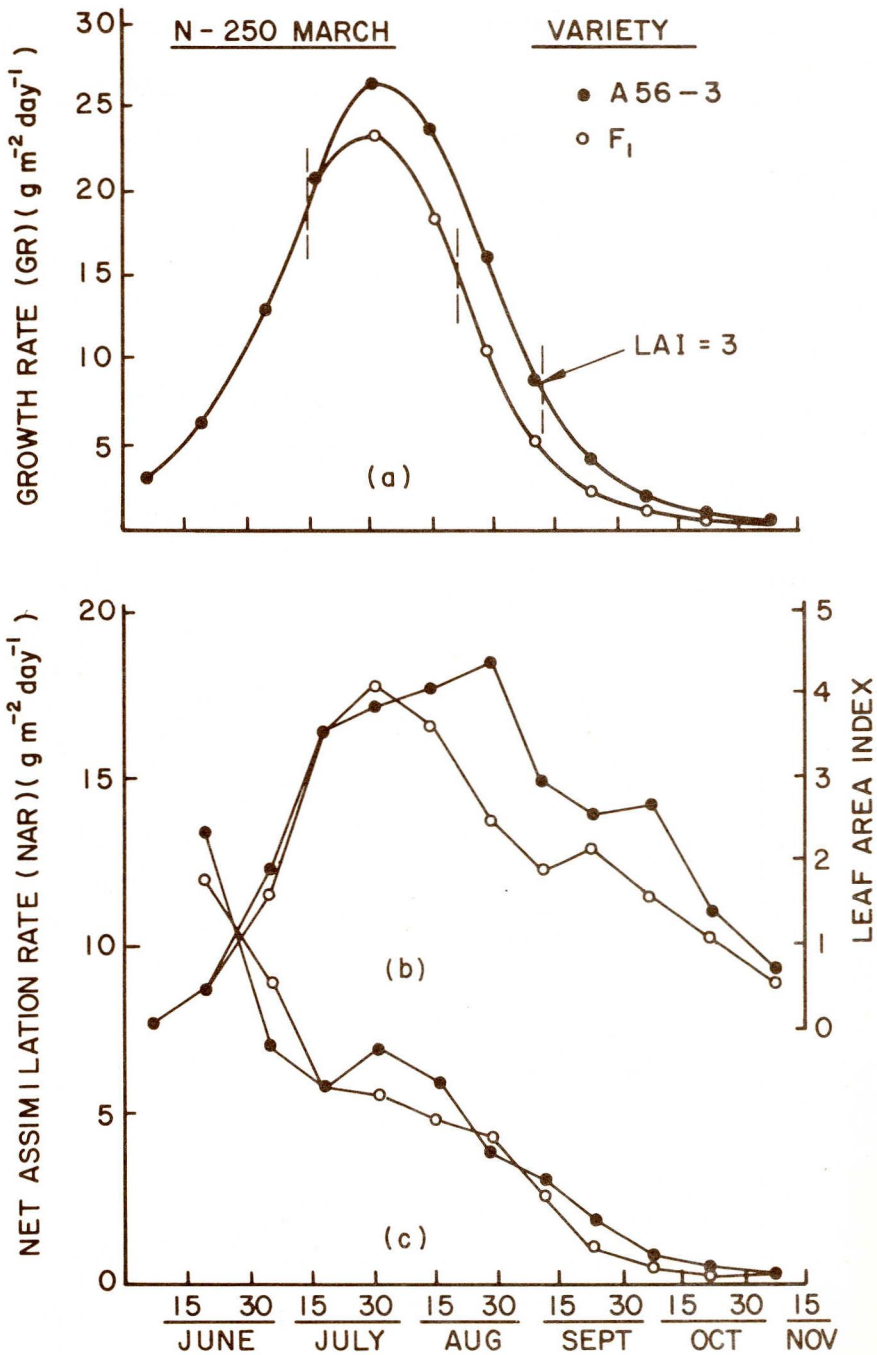 N-250 MARCH
VARIETY
A56-3
F₁
GROWTH RATE (GR)(g m⁻² day⁻¹)
30
25
20
15
10
5
LAI = 3
(a)
NET ASSIMILATION RATE (NAR)(g m⁻² day⁻¹)
20
15
10
5
0
LEAF AREA INDEX
5
4
3
2
1
0
(b)
(c)
15 30 15 30 15 30 15 30 15 30 15
JUNE JULY AUG SEPT OCT NOV